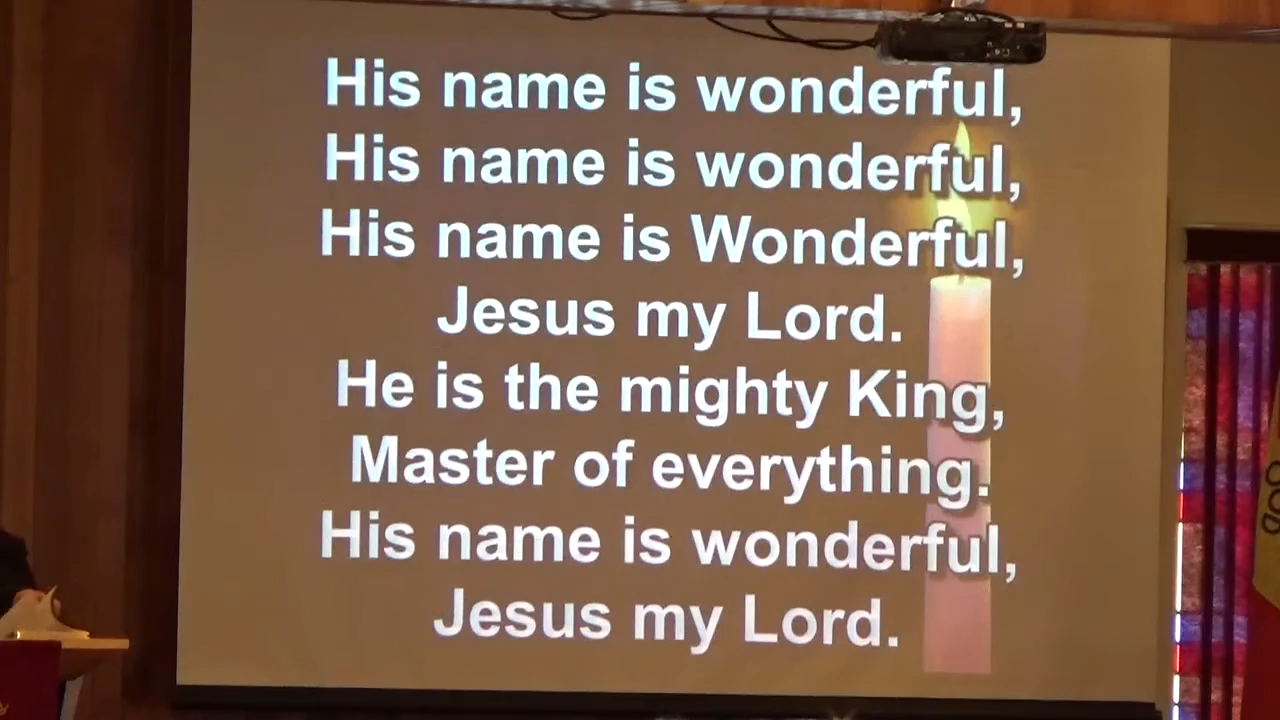 His name is wonderful,
His name is wonderful,
His name is Wonderful,
Jesus my Lord.
He is the mighty King,
Master of everything.
His name is wonderful,
Jesus my Lord.